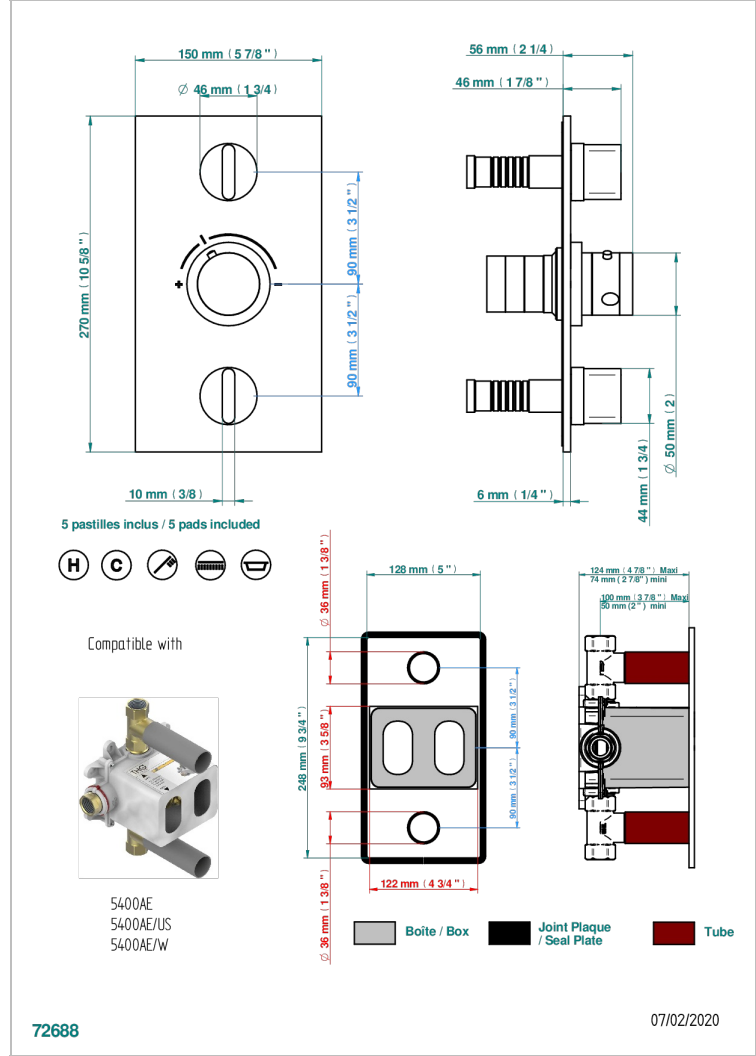 150 mm ( 5 7/8 " )
∅ 46 mm ( 1 3/4)
270 mm ( 10 5/8 " )
90 mm ( 3 1/2 " )
90 mm ( 3 1/2 " )
+
-
10 mm ( 3/8)
56 mm ( 2 1/4)
46 mm ( 1 7/8 " )
6 mm ( 1/4 " )
44 mm ( 1 3/4)
∅ 50 mm ( 2 )
5 pastilles inclus / 5 pads included
H
C
Compatible with
5400AE
5400AE/US
5400AE/W
∅ 36 mm ( 1 3/8 " )
128 mm ( 5 " )
248 mm ( 9 3/4 " )
93 mm ( 3 5/8 ")
90 mm ( 3 1/2 " )
90 mm ( 3 1/2 " )
122 mm ( 4 3/4 " )
∅ 36 mm ( 1 3/8 " )
124 mm ( 4 7/8 " ) Maxi
74 mm ( 2 7/8" ) mini
100 mm ( 3 7/8 " ) Maxi
50 mm ( 2 " ) mini
Boîte / Box
Joint Plaque
/ Seal Plate
Tube
72688
07/02/2020